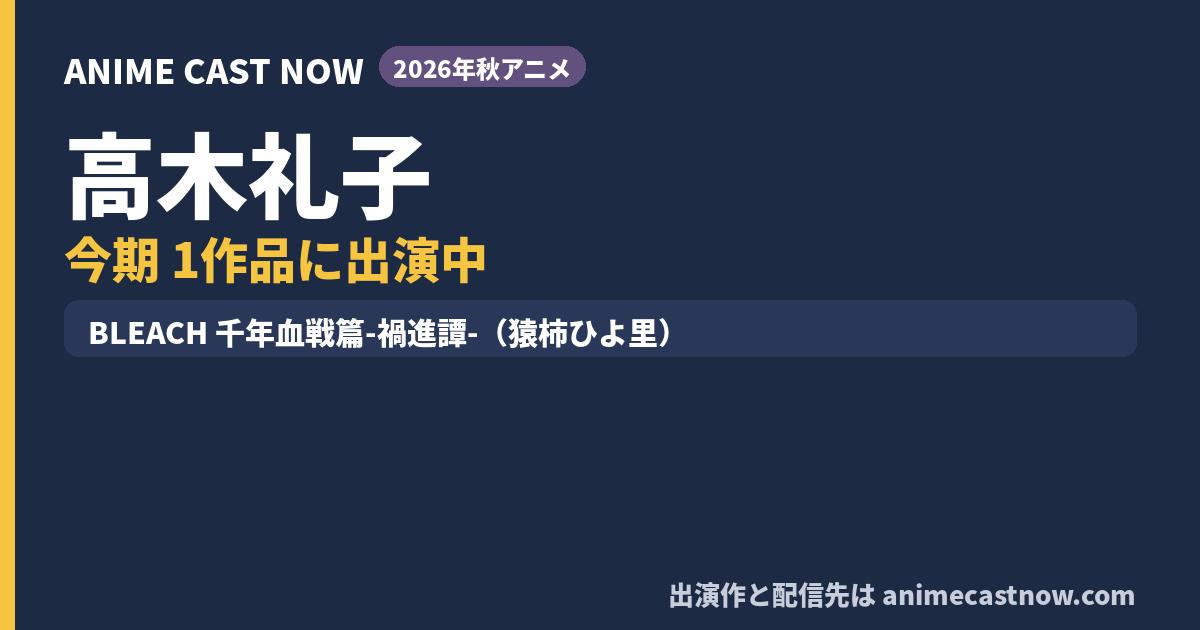 ANIME CAST NOW 2026年秋アニメ
高木礼子
今期 1作品に出演中
BLEACH 千年血戦篇-禍進譚-（猿柿ひよ里）
出演作と配信先は animecastnow.com